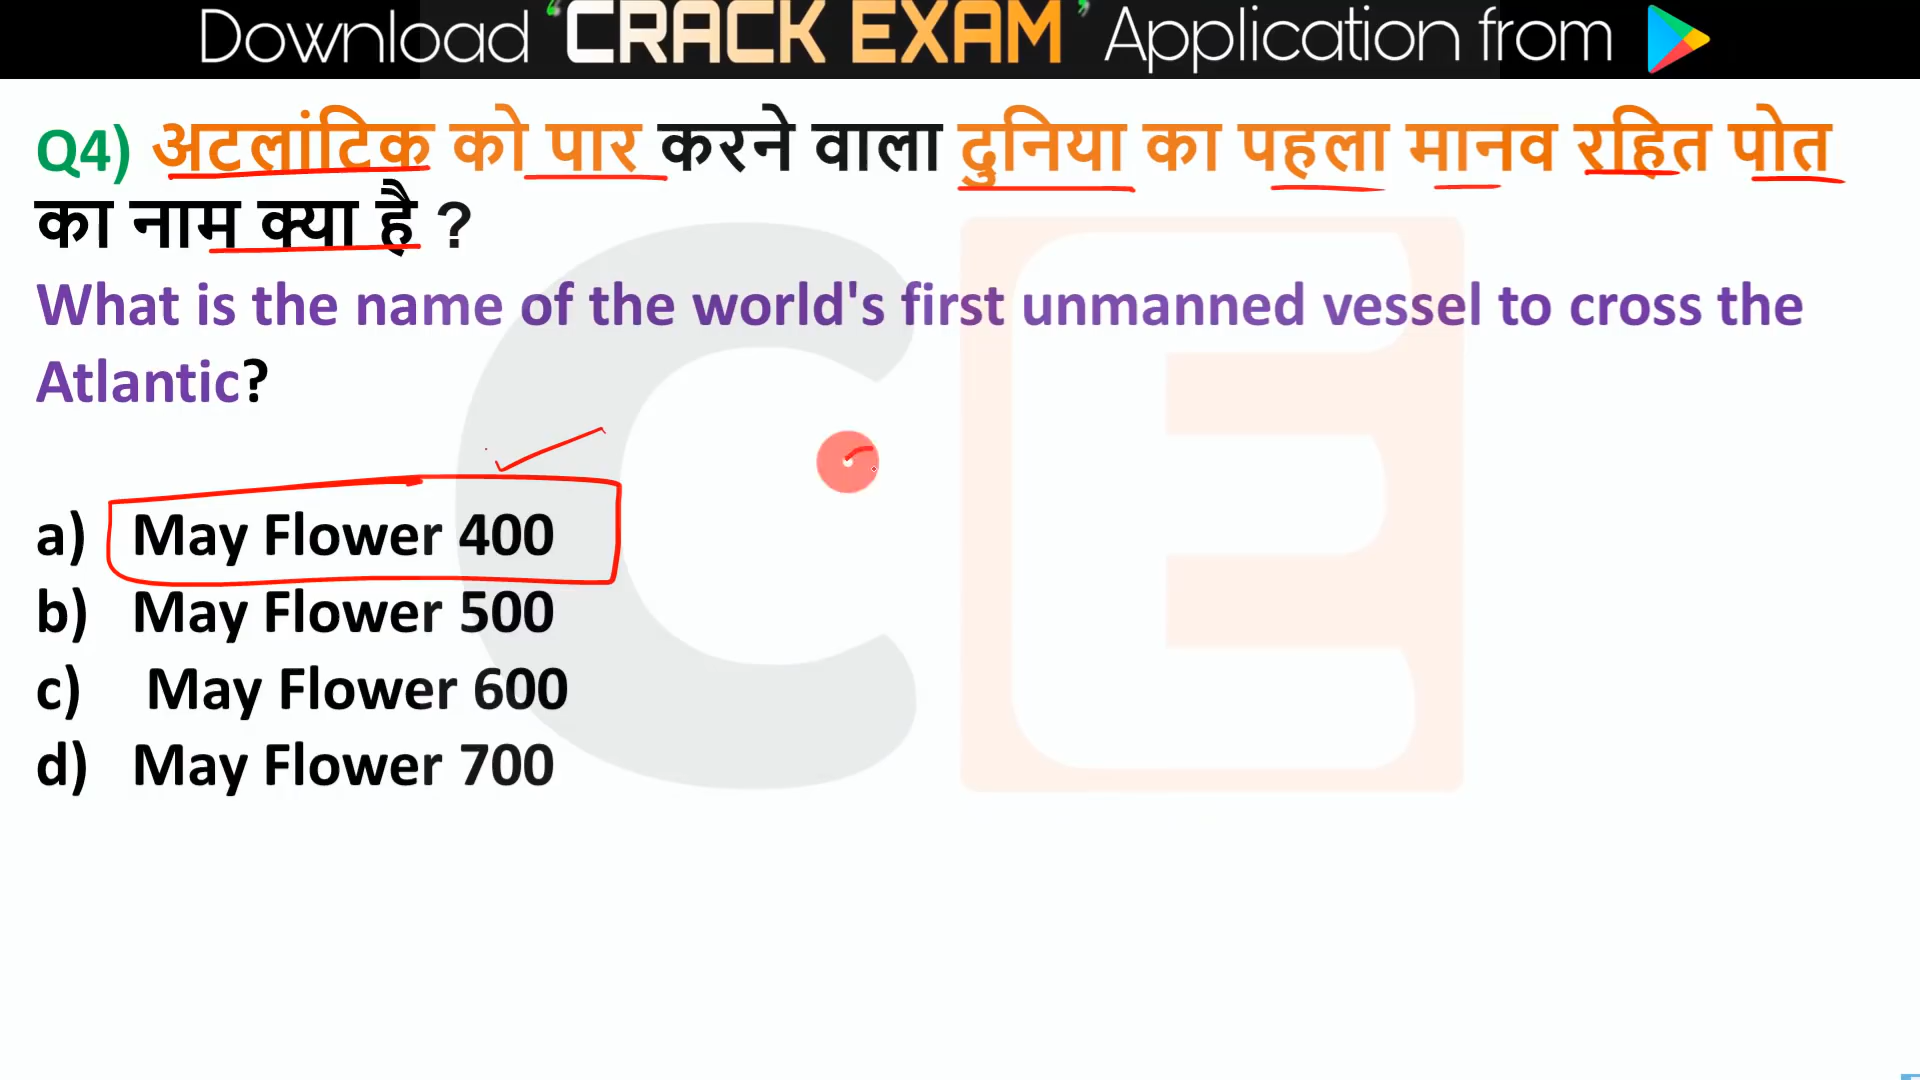 Download 'CRACK EXAM' Application from
Q4) अटलांटिक को पार करने वाला दुनिया का पहला मानव रहित पोत
का नाम क्या है ?
What is the name of the world's first unmanned vessel to cross the
Atlantic?
a) May Flower 400
b) May Flower 500
c) May Flower 600
d) May Flower 700
CE